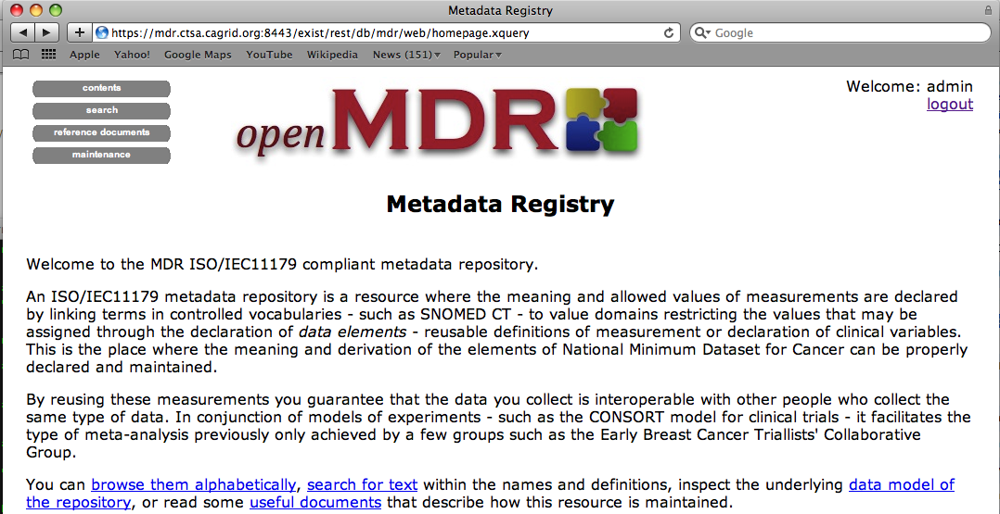 Metadata Registry
https://mdr.ctsa.cagrid.org:8443/exist/rest/db/mdr/web/homepage.xquery
Google
Apple Yahoo! Google Maps YouTube Wikipedia News (151)▾ Popular▾
contents
search
reference documents
maintenance
open MDR
Welcome: admin
logout
Metadata Registry
Welcome to the MDR ISO/IEC11179 compliant metadata repository.
An ISO/IEC11179 metadata repository is a resource where the meaning and allowed values of measurements are declared
by linking terms in controlled vocabularies - such as SNOMED CT - to value domains restricting the values that may be
assigned through the declaration of data elements - reusable definitions of measurement or declaration of clinical variables.
This is the place where the meaning and derivation of the elements of National Minimum Dataset for Cancer can be properly
declared and maintained.
By reusing these measurements you guarantee that the data you collect is interoperable with other people who collect the
same type of data. In conjunction of models of experiments - such as the CONSORT model for clinical trials - it facilitates the
type of meta-analysis previously only achieved by a few groups such as the Early Breast Cancer Triallists' Collaborative
Group.
You can browse them alphabetically, search for text within the names and definitions, inspect the underlying data model of
the repository, or read some useful documents that describe how this resource is maintained.